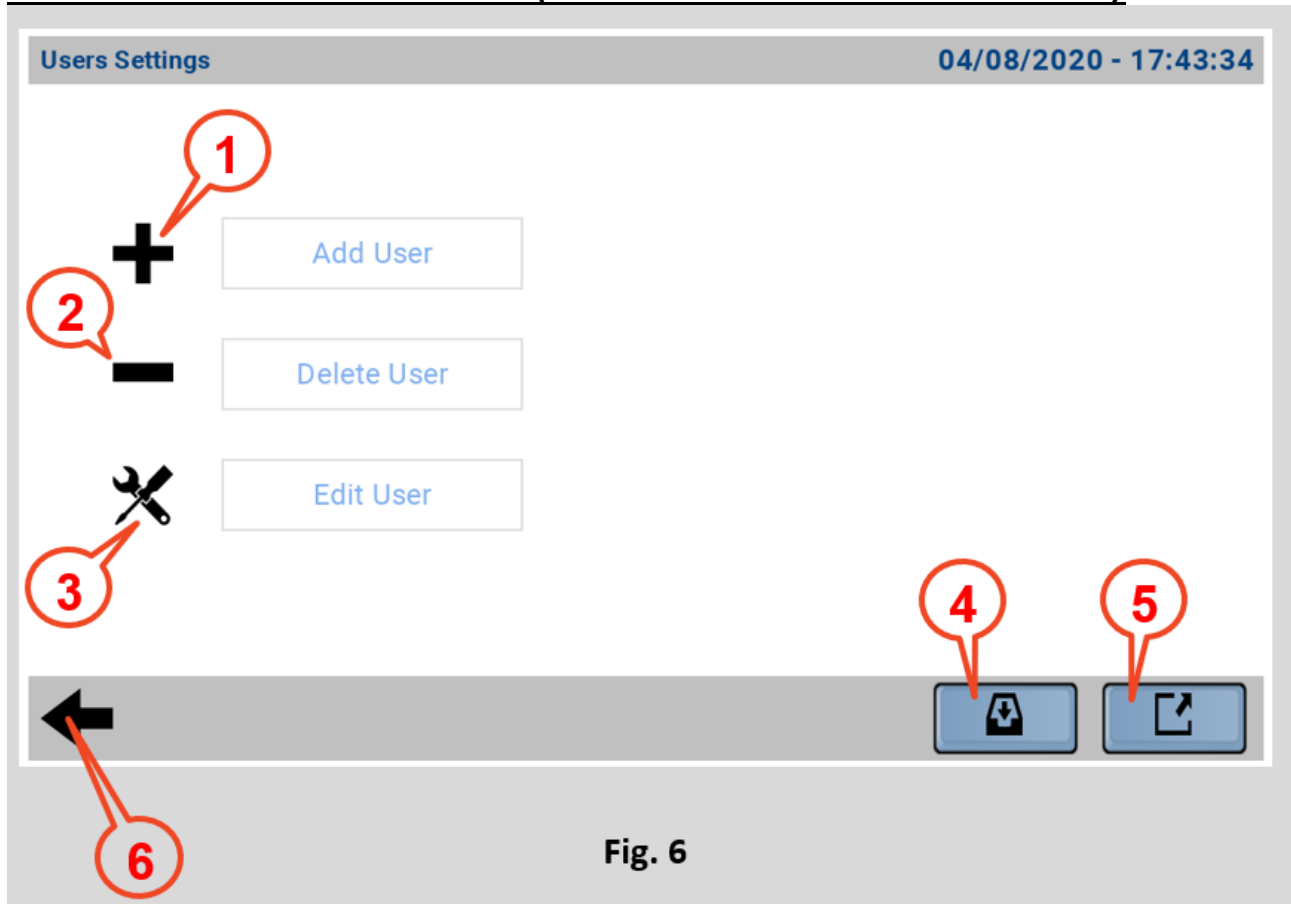 Users Settings 04/08/2020 - 17:43:34
1
Add User
2
Delete User
Edit User
3
4 5
6
Fig. 6